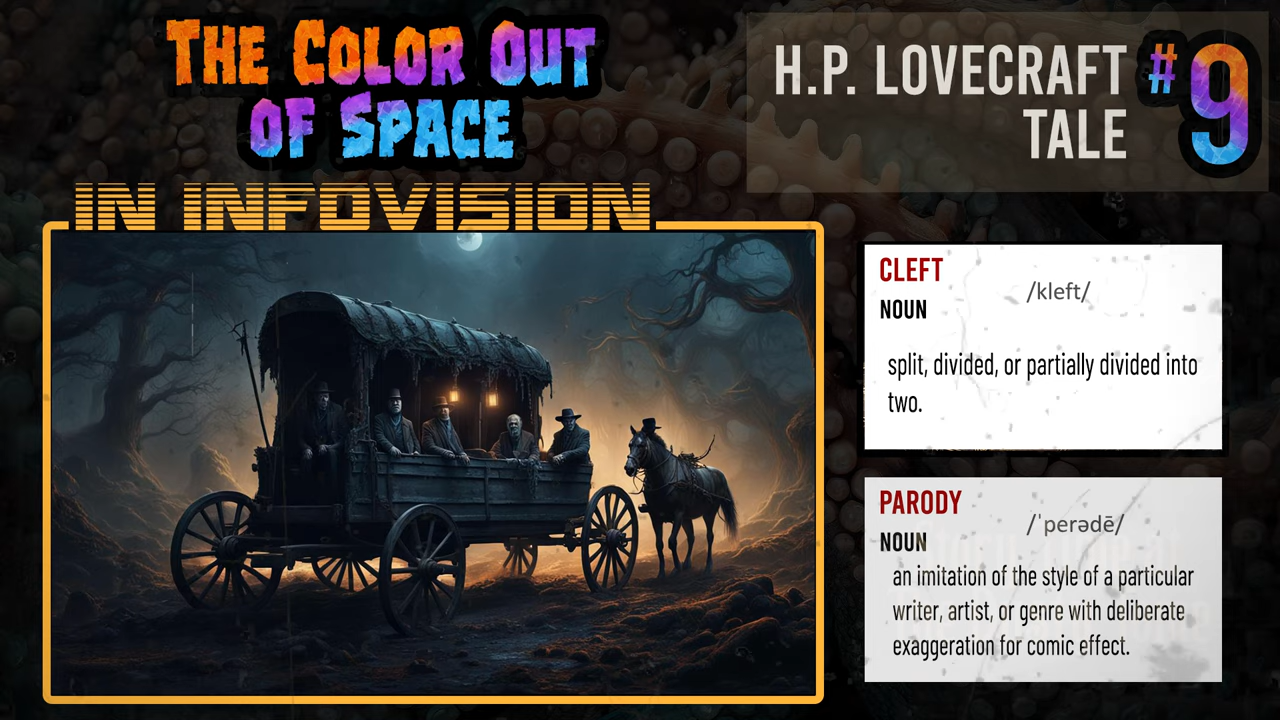 THE COLOR OUT
OF SPACE
IN INFOVISION
H.P. LOVECRAFT #9
TALE
CLEFT
/kleft/
NOUN
split, divided, or partially divided into
two.
PARODY
/ˈperədē/
NOUN
an imitation of the style of a particular
writer, artist, or genre with deliberate
exaggeration for comic effect.